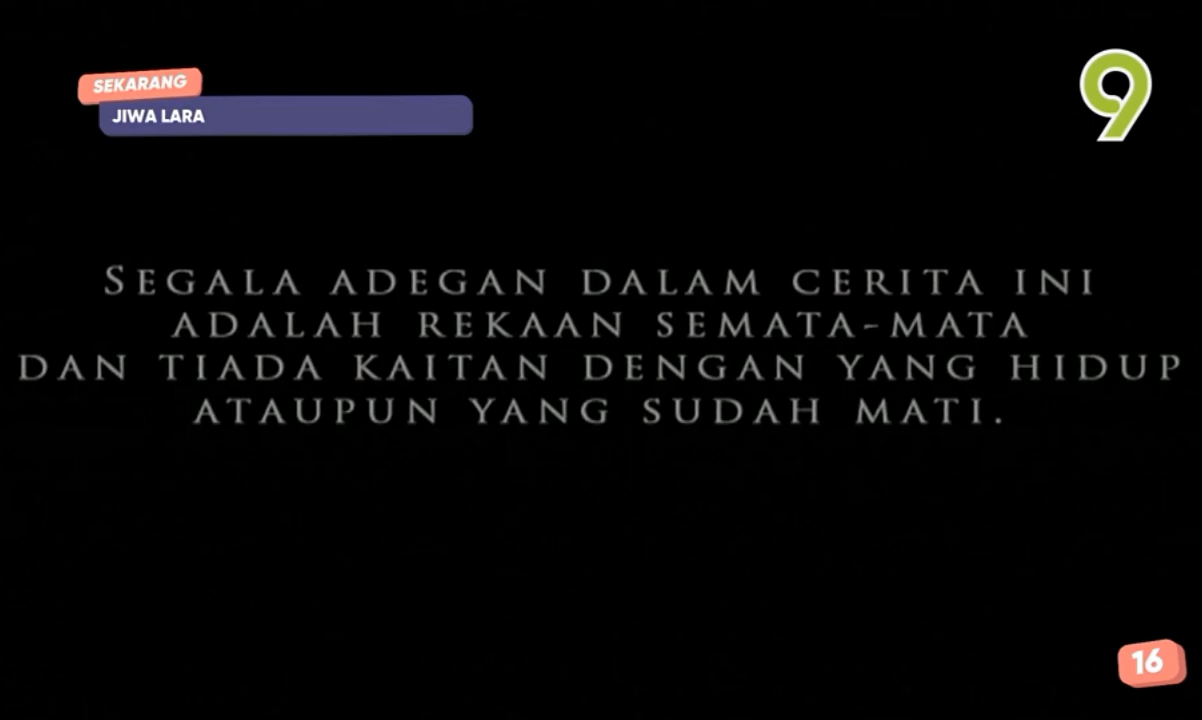 SEKARANG
JIWA LARA
9
SEGALA ADEGAN DALAM CERITA INI
ADALAH REKAAN SEMATA-MATA
DAN TIADA KAITAN DENGAN YANG HIDUP
ATAUPUN YANG SUDAH MATI.
16